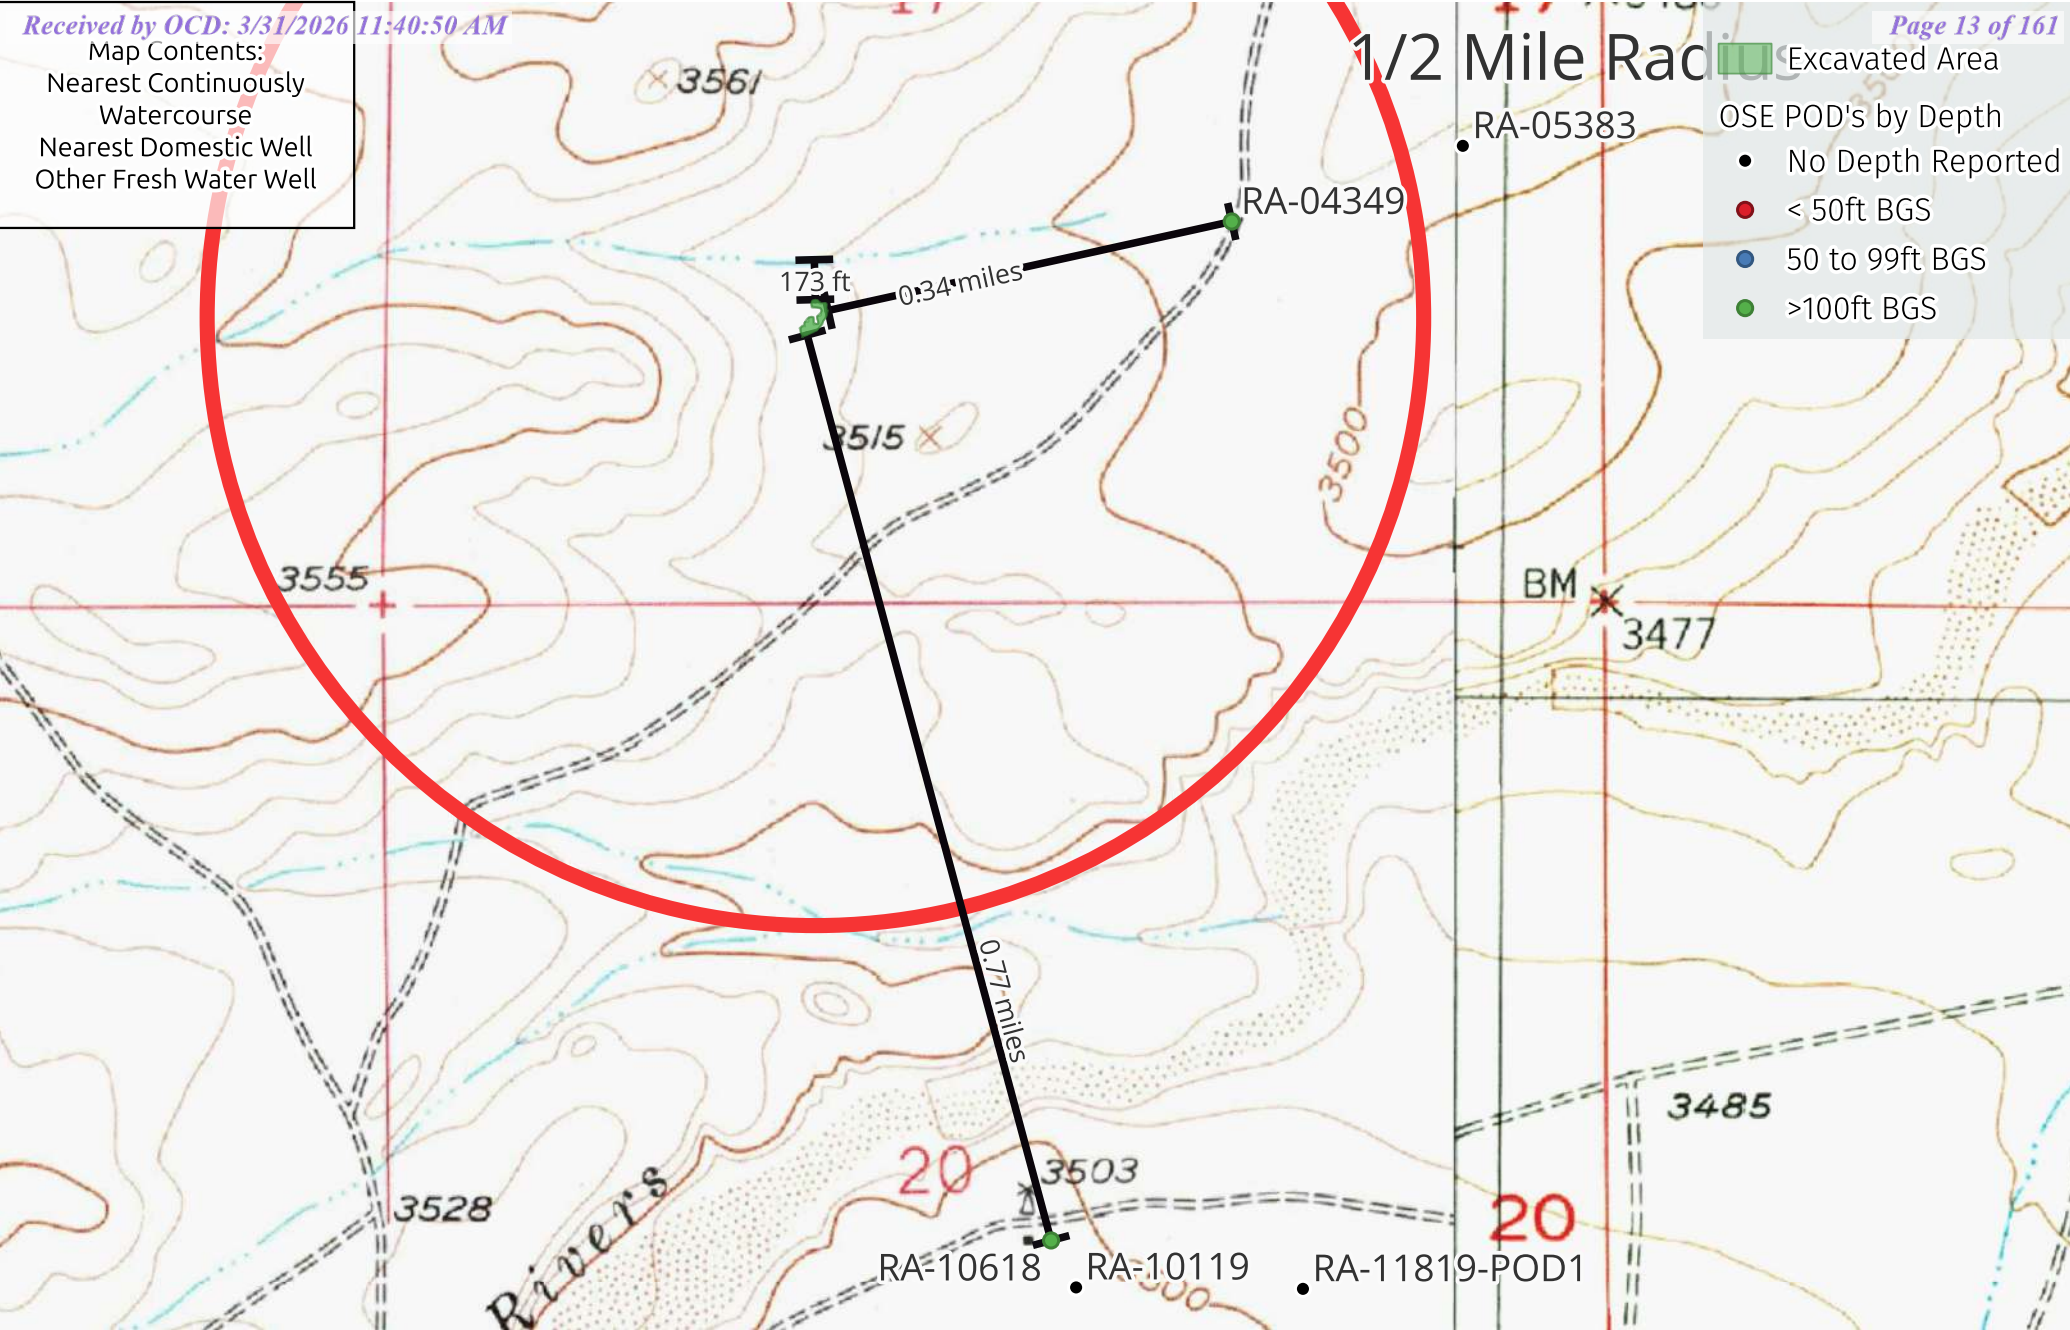 Received by OCD: 3/31/2026 11:40:50 AM
Page 13 of 161
Map Contents:
Nearest Continuously
Watercourse
Nearest Domestic Well
Other Fresh Water Well
17
17
1/2 Mile Radius
Excavated Area
OSE POD's by Depth
No Depth Reported
< 50ft BGS
50 to 99ft BGS
>100ft BGS
3561
RA-05383
RA-04349
173 ft
0.34 miles
3515
3500
3555
BM
3477
0.77 miles
3485
20
3503
3528
20
Rivers
RA-10618
RA-10119
RA-11819-POD1